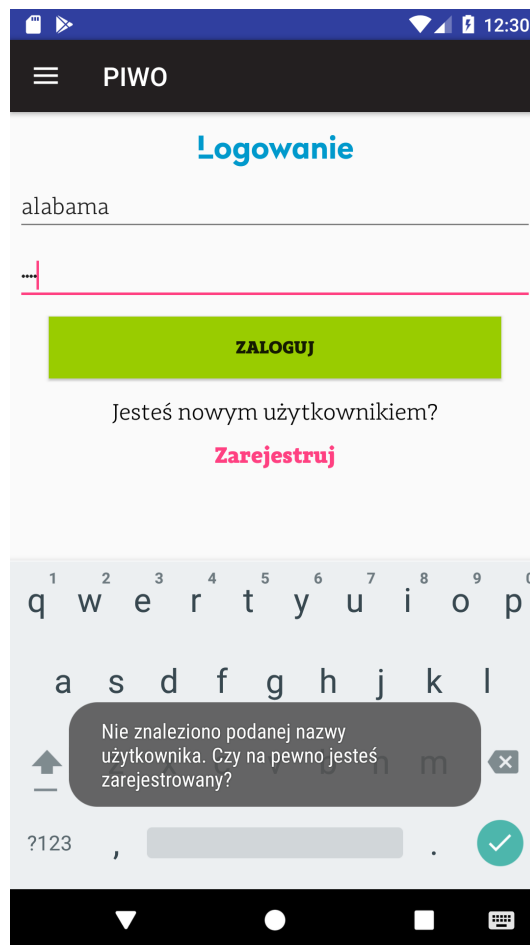 12:30
PIWO
Logowanie
alabama
••••
ZALOGUJ
Jesteś nowym użytkownikiem?
Zarejestruj
1 2 3 4 5 6 7 8 9 0
q w e r t y u i o p
a s d f g h j k l
Nie znaleziono podanej nazwy
użytkownika. Czy na pewno jesteś
zarejestrowany?
z x c v b n m
?123 , .